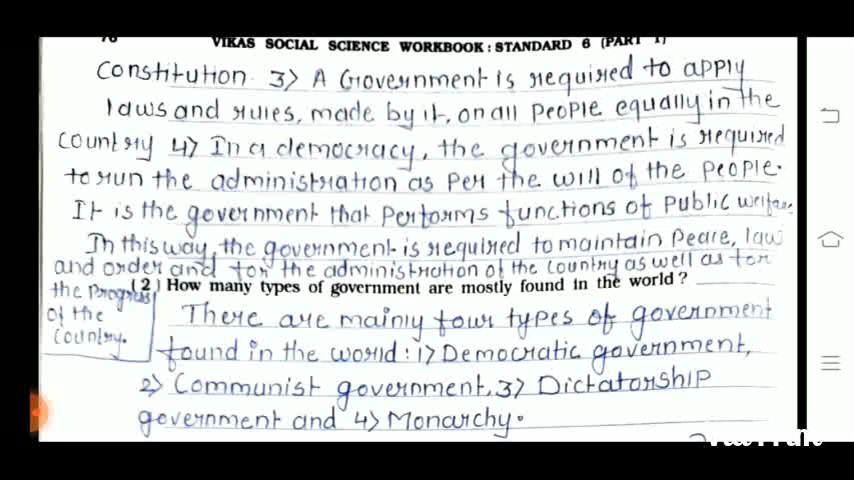 76 VIKAS SOCIAL SCIENCE WORKBOOK : STANDARD 6 (PART 1)
Constitution 3> A Government is required to apply
laws and rules, made by it, on all people equally in the
country 4> In a democracy, the government is required
to run the administration as per the will of the people.
It is the government that performs functions of public welfare.
In this way, the government is required to maintain peace, law
and order and for the administration of the country as well as for
the progress
of the
country.
( 2 ) How many types of government are mostly found in the world ?
There are mainly four types of government
found in the world : 1> Democratic government,
2> Communist government, 3> Dictatorship
government and 4> Monarchy.